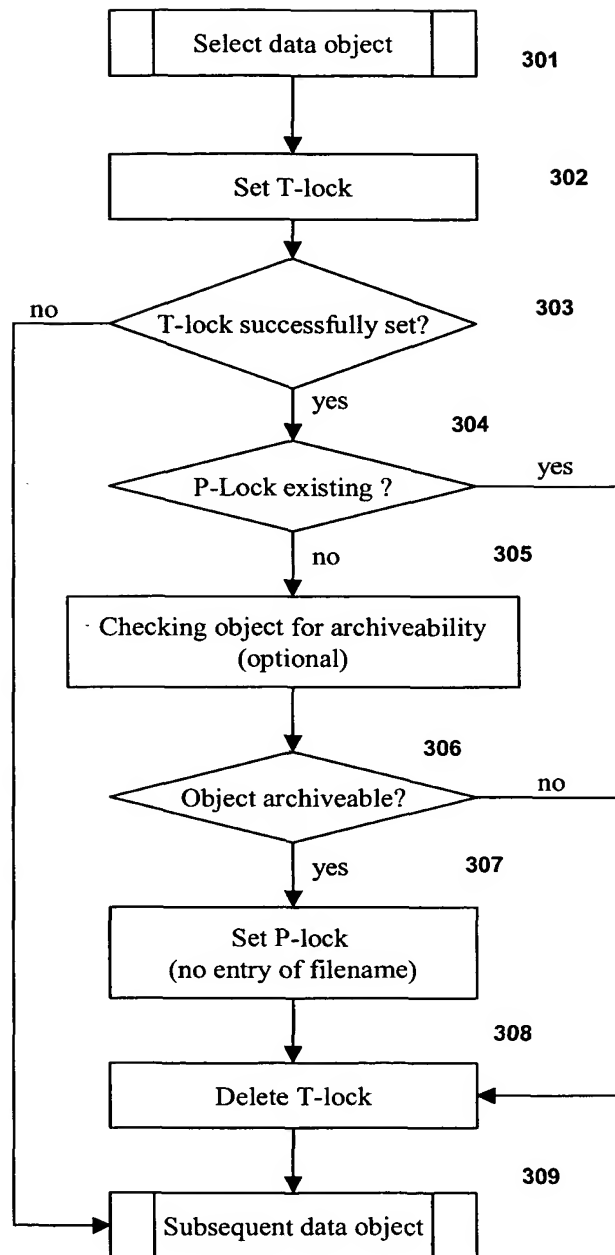 Select data object
301
Set T-lock
302
no
T-lock successfully set?
303
yes
304
P-Lock existing ?
yes
no
305
Checking object for archiveability
(optional)
306
Object archiveable?
no
yes
307
Set P-lock
(no entry of filename)
308
Delete T-lock
309
Subsequent data object